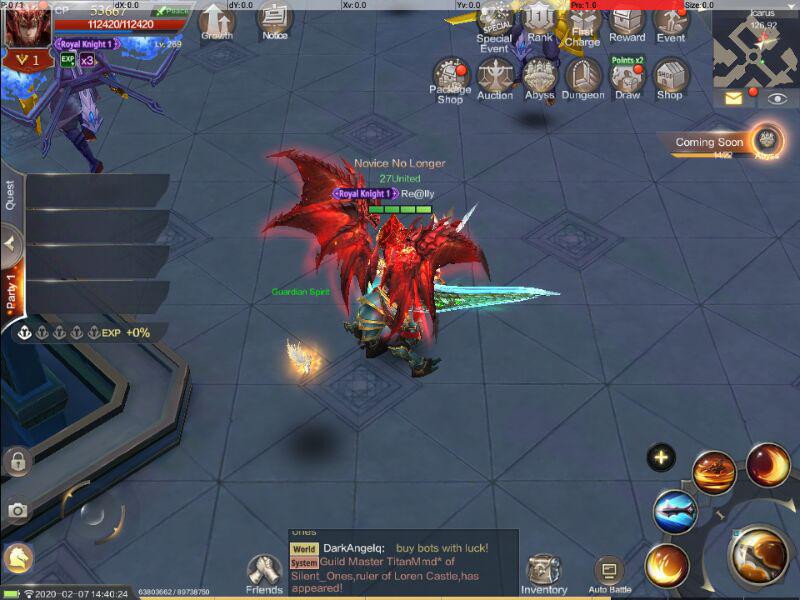 P: 0 / 1 dX: 0.0 dY: 0.0 Xv: 0.0 Yv: 0.0 Prs: 1.0 Size: 0.0
CP 53667 Peace
112420/112420
Royal Knight 1 Lv. 269
1 EXP x3
Growth Notice
Special Event Rank First Charge Reward Event
SPECIAL
Icarus
126,92
Points x2
SHOP
Package Shop Auction Abyss Dungeon Draw Shop
Coming Soon
Abyss
Quest
Party 1
EXP +0%
Novice No Longer
27United
Royal Knight 1 Re@lly
Guardian Spirit
ones
World DarkAngelq: buy bots with luck!
System Guild Master TitanMmd* of
Silent_Ones,ruler of Loren Castle,has
appeared!
Friends Inventory Auto Battle
2020-02-07 14:40:24 63803662 / 89738750